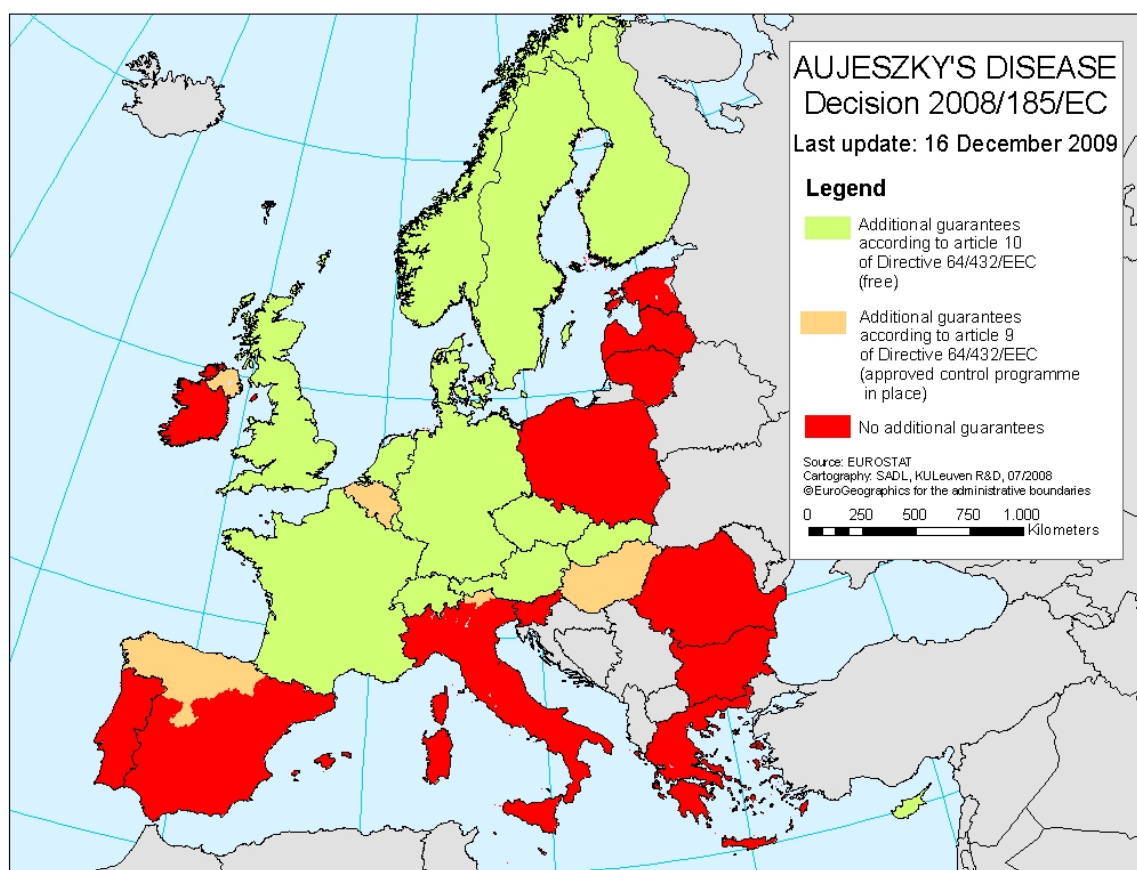 AUJESZKY'S DISEASE
Decision 2008/185/EC
Last update: 16 December 2009
Legend
Additional guarantees
according to article 10
of Directive 64/432/EEC
(free)
Additional guarantees
according to article 9
of Directive 64/432/EEC
(approved control programme
in place)
No additional guarantees
Source: EUROSTAT
Cartography: SADL, KULeuven R&D, 07/2008
©EuroGeographics for the administrative boundaries
0 250 500 750 1.000
Kilometers